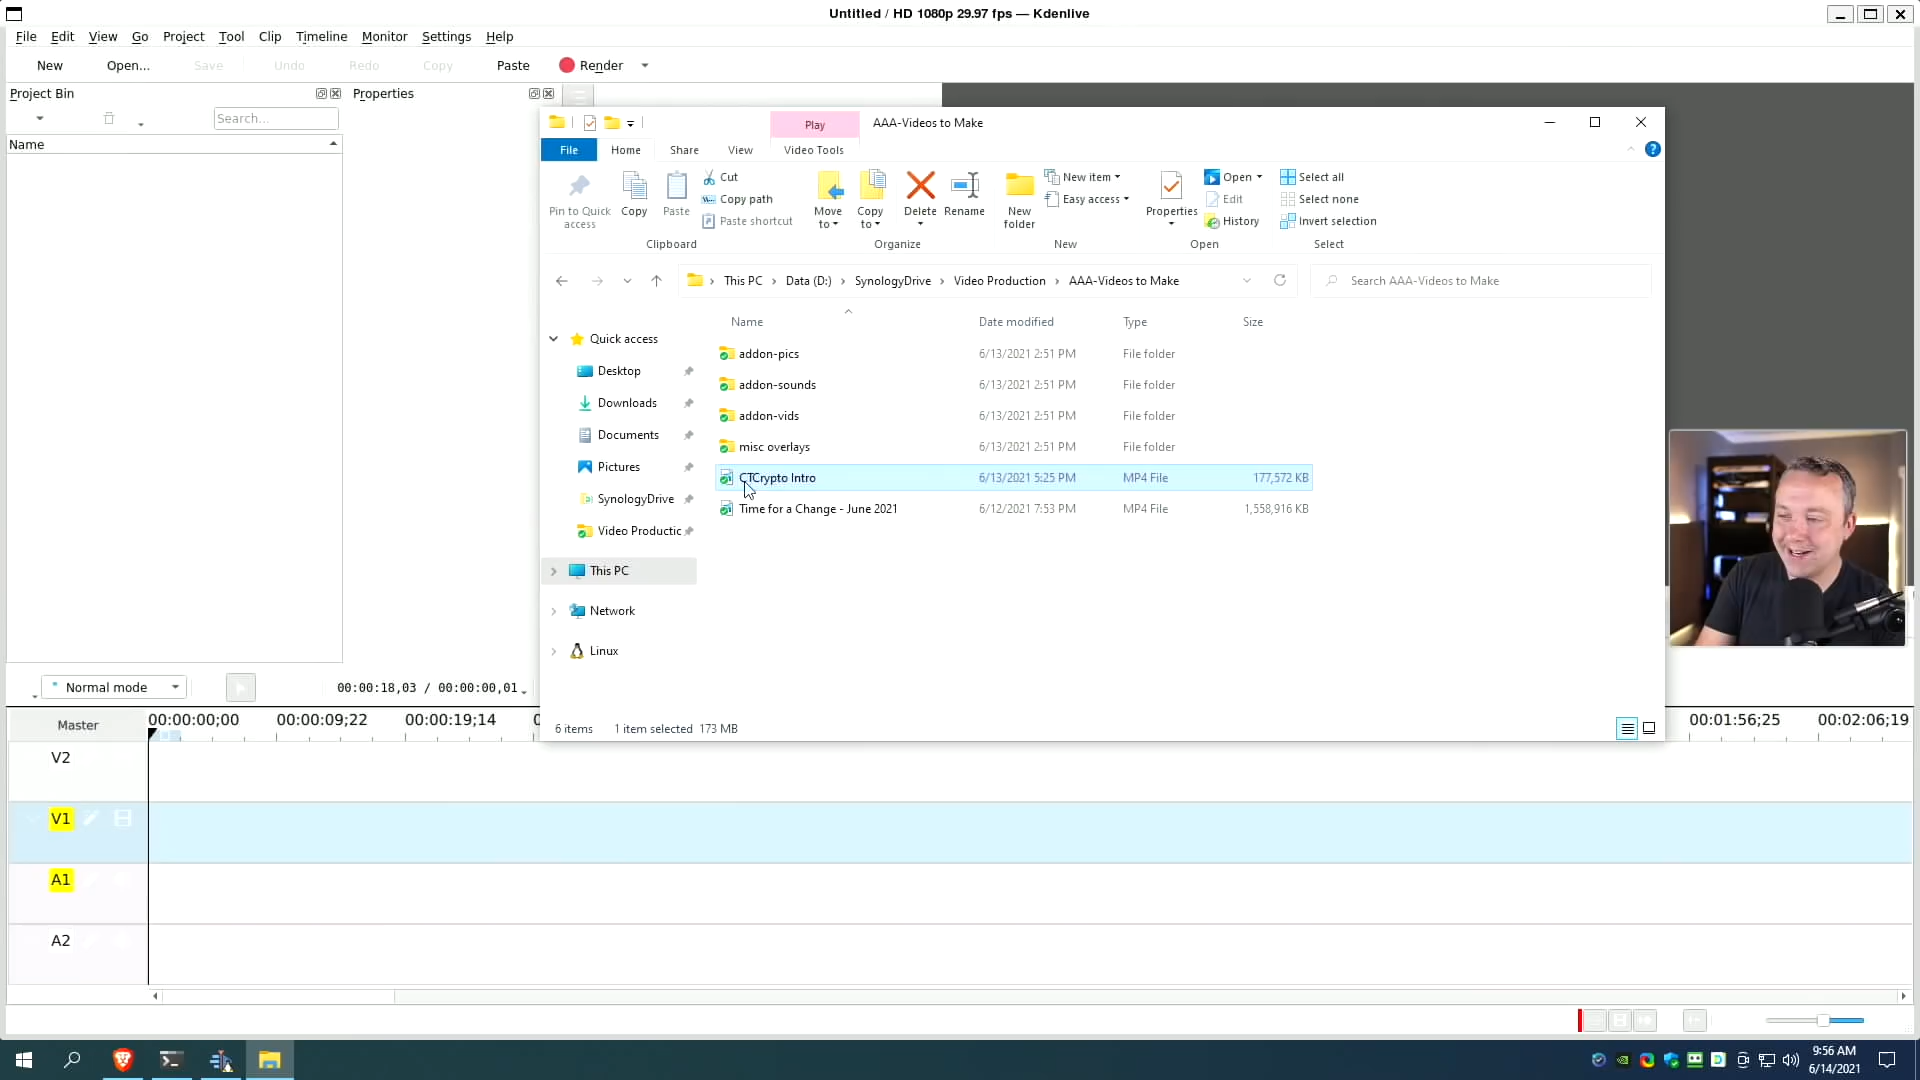 Untitled / HD 1080p 29.97 fps — Kdenlive
File Edit View Go Project Tool Clip Timeline Monitor Settings Help
New Open... Save Undo Redo Copy Paste Render
Project Bin Properties
Search...
Name
Play AAA-Videos to Make
File Home Share View Video Tools
Pin to Quick access
Copy
Paste
Cut
Copy path
Paste shortcut
Move to
Copy to
Delete
Rename
New folder
New item
Easy access
Properties
Open
Edit
History
Select all
Select none
Invert selection
Clipboard Organize New Open Select
This PC Data (D:) SynologyDrive Video Production AAA-Videos to Make
Search AAA-Videos to Make
Name Date modified Type Size
Quick access
Desktop
Downloads
Documents
Pictures
SynologyDrive
Video Productic
This PC
Network
Linux
addon-pics 6/13/2021 2:51 PM File folder
addon-sounds 6/13/2021 2:51 PM File folder
addon-vids 6/13/2021 2:51 PM File folder
misc overlays 6/13/2021 2:51 PM File folder
CTCrypto Intro 6/13/2021 5:25 PM MP4 File 177,572 KB
Time for a Change - June 2021 6/12/2021 7:53 PM MP4 File 1,558,916 KB
6 items 1 item selected 173 MB
Normal mode 00:00:18,03 / 00:00:00,01
Master 00:00:00;00 00:00:09;22 00:00:19;14 00:01:56;25 00:02:06;19
V2
V1
A1
A2
9:56 AM
6/14/2021